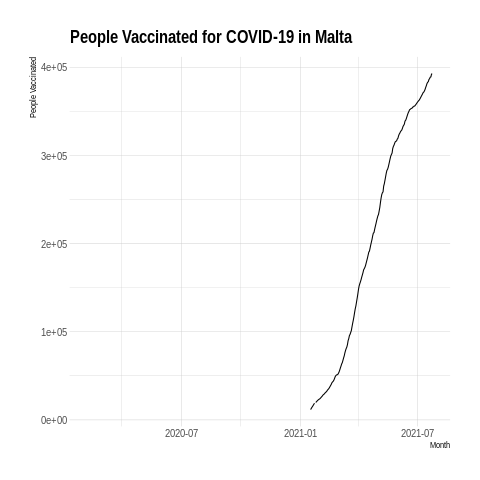 People Vaccinated for COVID-19 in Malta
People Vaccinated
4e+05
3e+05
2e+05
1e+05
0e+00
2020-07 2021-01 2021-07
Month